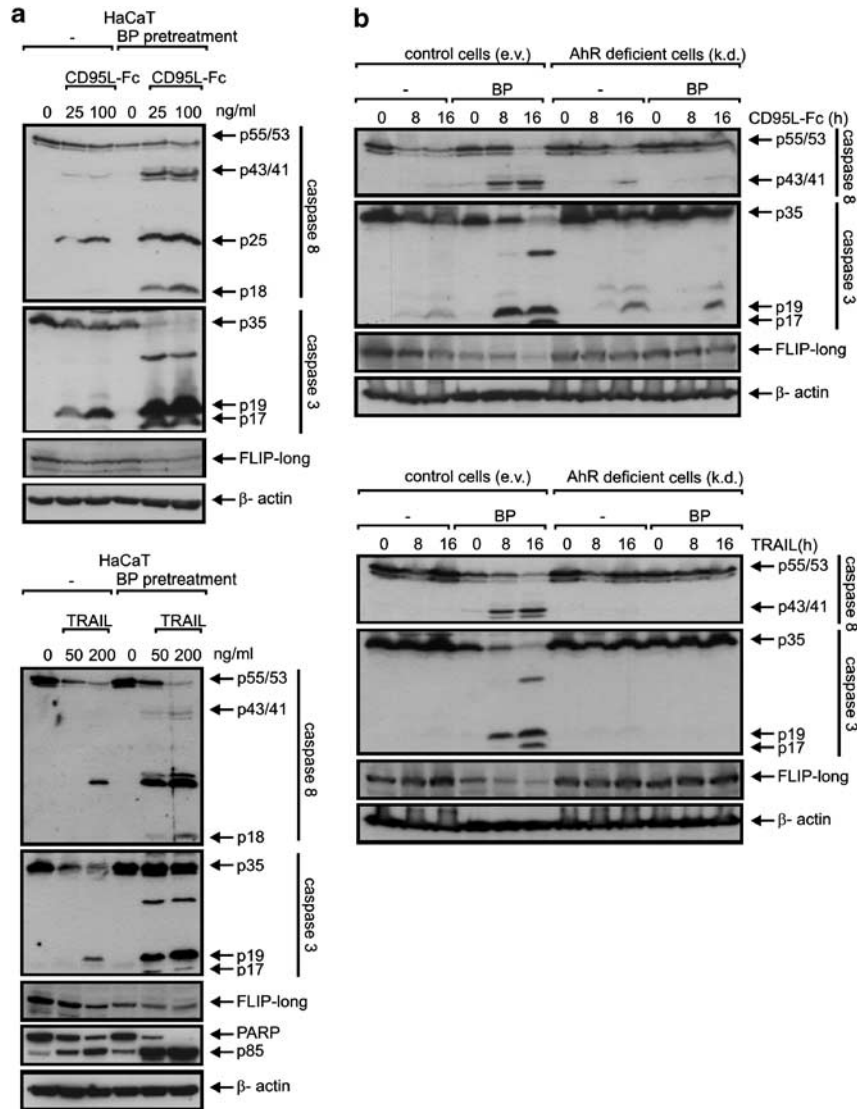 a
HaCaT
- BP pretreatment
CD95L-Fc CD95L-Fc
0 25 100 0 25 100 ng/ml
p55/53
p43/41
p25
p18
caspase 8
p35
p19
p17
caspase 3
FLIP-long
β- actin
HaCaT
- BP pretreatment
TRAIL TRAIL
0 50 200 0 50 200 ng/ml
p55/53
p43/41
p18
caspase 8
p35
p19
p17
caspase 3
FLIP-long
PARP
p85
β- actin
b
control cells (e.v.) AhR deficient cells (k.d.)
- BP - BP
0 8 16 0 8 16 0 8 16 0 8 16 CD95L-Fc (h)
p55/53
p43/41
caspase 8
p35
p19
p17
caspase 3
FLIP-long
β- actin
control cells (e.v.) AhR deficient cells (k.d.)
- BP - BP
0 8 16 0 8 16 0 8 16 0 8 16 TRAIL(h)
p55/53
p43/41
caspase 8
p35
p19
p17
caspase 3
FLIP-long
β- actin